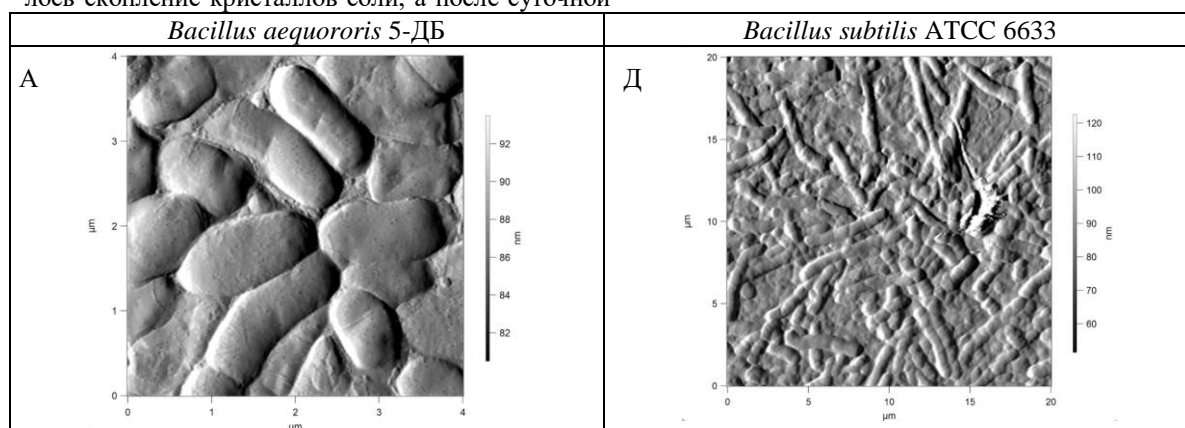 лось скопление кристаллов соли, а после суточной
Bacillus aequororis 5-ДБ
Bacillus subtilis ATCC 6633
А
4
3
2
1
0
0 1 2 3 4
μm
μm
92
90
88
86
84
82
nm
Д
20
15
10
5
0
0 5 10 15 20
μm
μm
120
110
100
90
80
70
60
nm